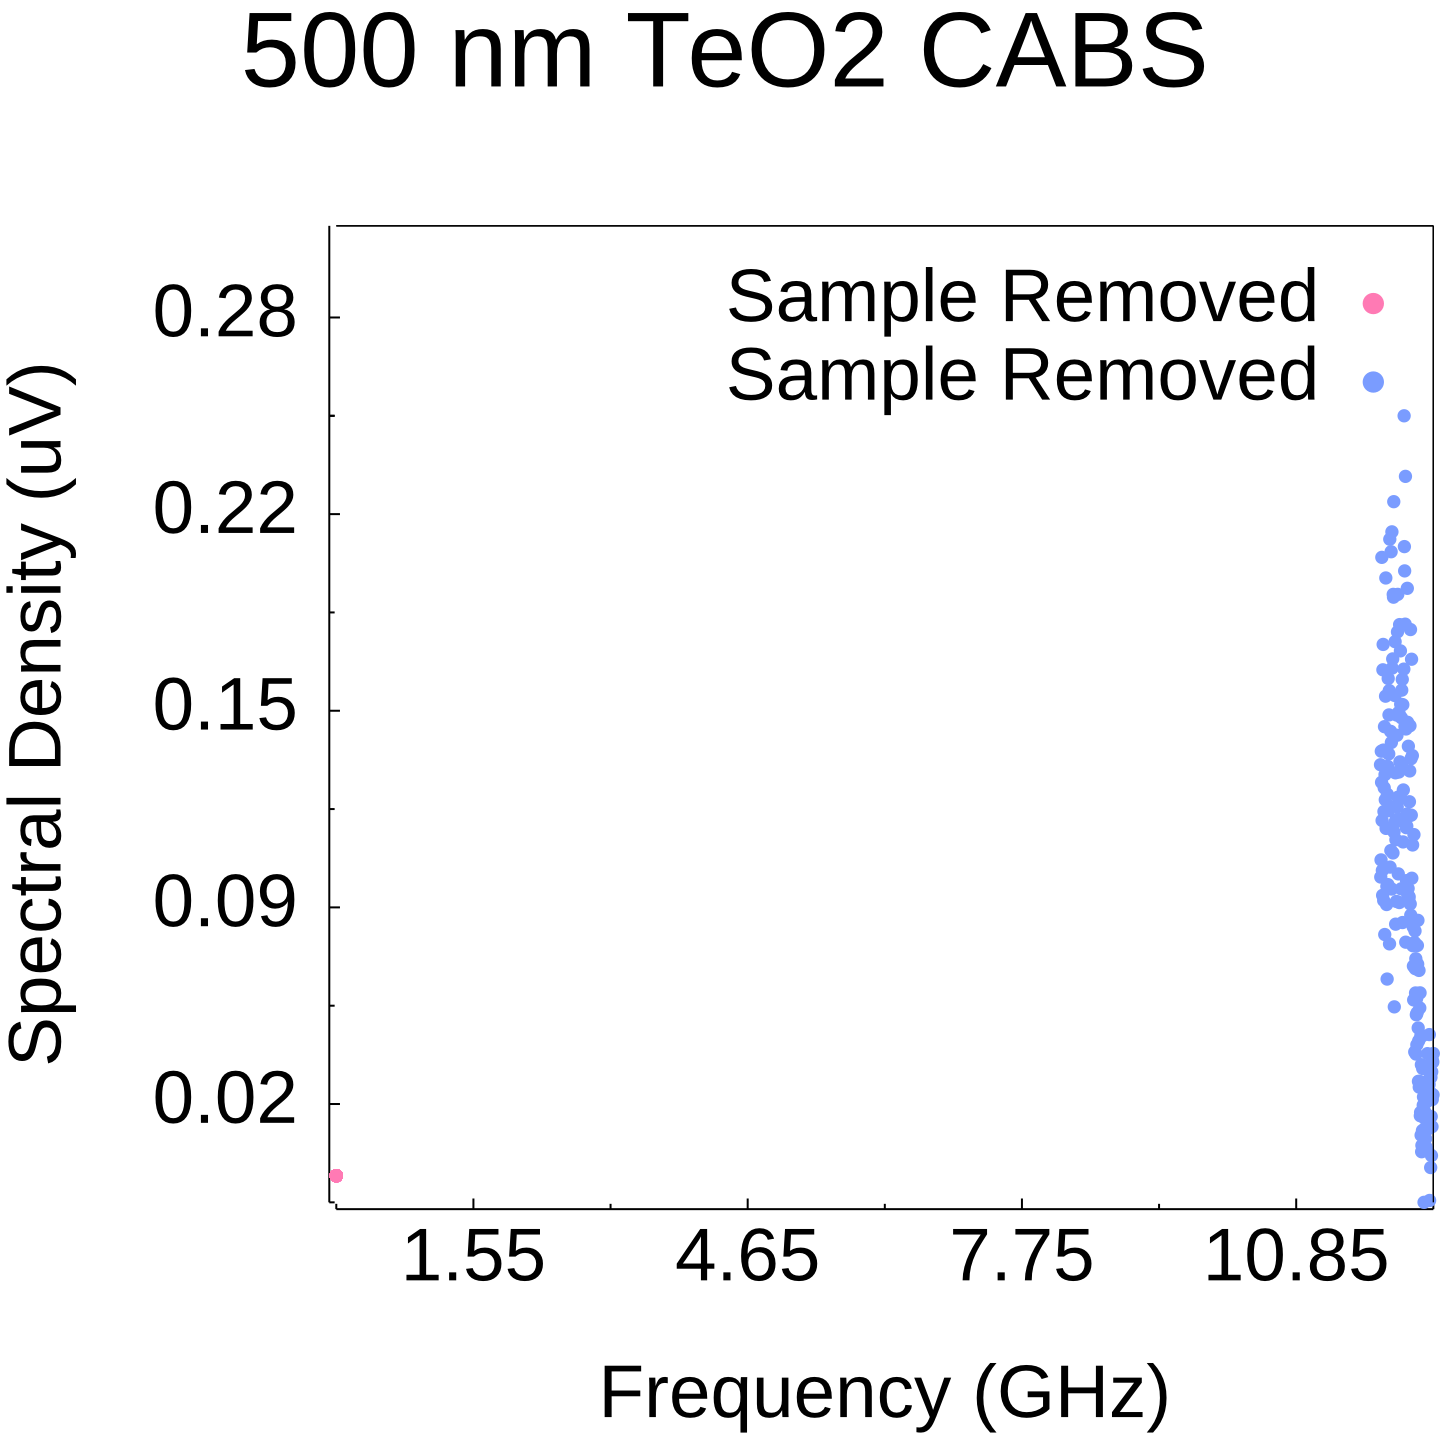 500 nm TeO2 CABS
Sample Removed
Sample Removed
0.28
0.22
0.15
0.09
0.02
Spectral Density (uV)
1.55 4.65 7.75 10.85
Frequency (GHz)